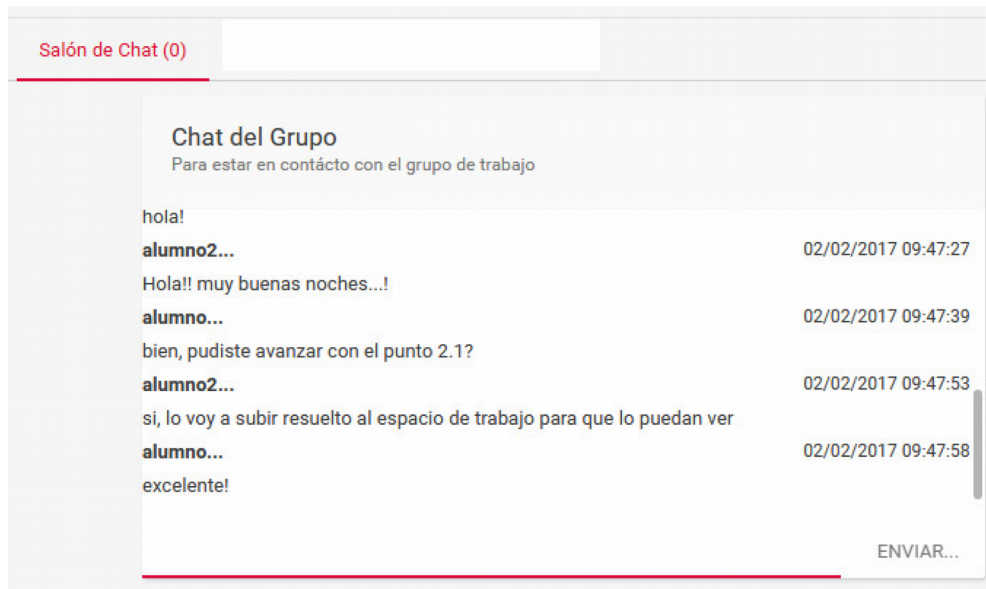 Salón de Chat (0)
Chat del Grupo
Para estar en contácto con el grupo de trabajo
hola!
alumno2... 02/02/2017 09:47:27
Hola!! muy buenas noches...!
alumno... 02/02/2017 09:47:39
bien, pudiste avanzar con el punto 2.1?
alumno2... 02/02/2017 09:47:53
si, lo voy a subir resuelto al espacio de trabajo para que lo puedan ver
alumno... 02/02/2017 09:47:58
excelente!
ENVIAR...